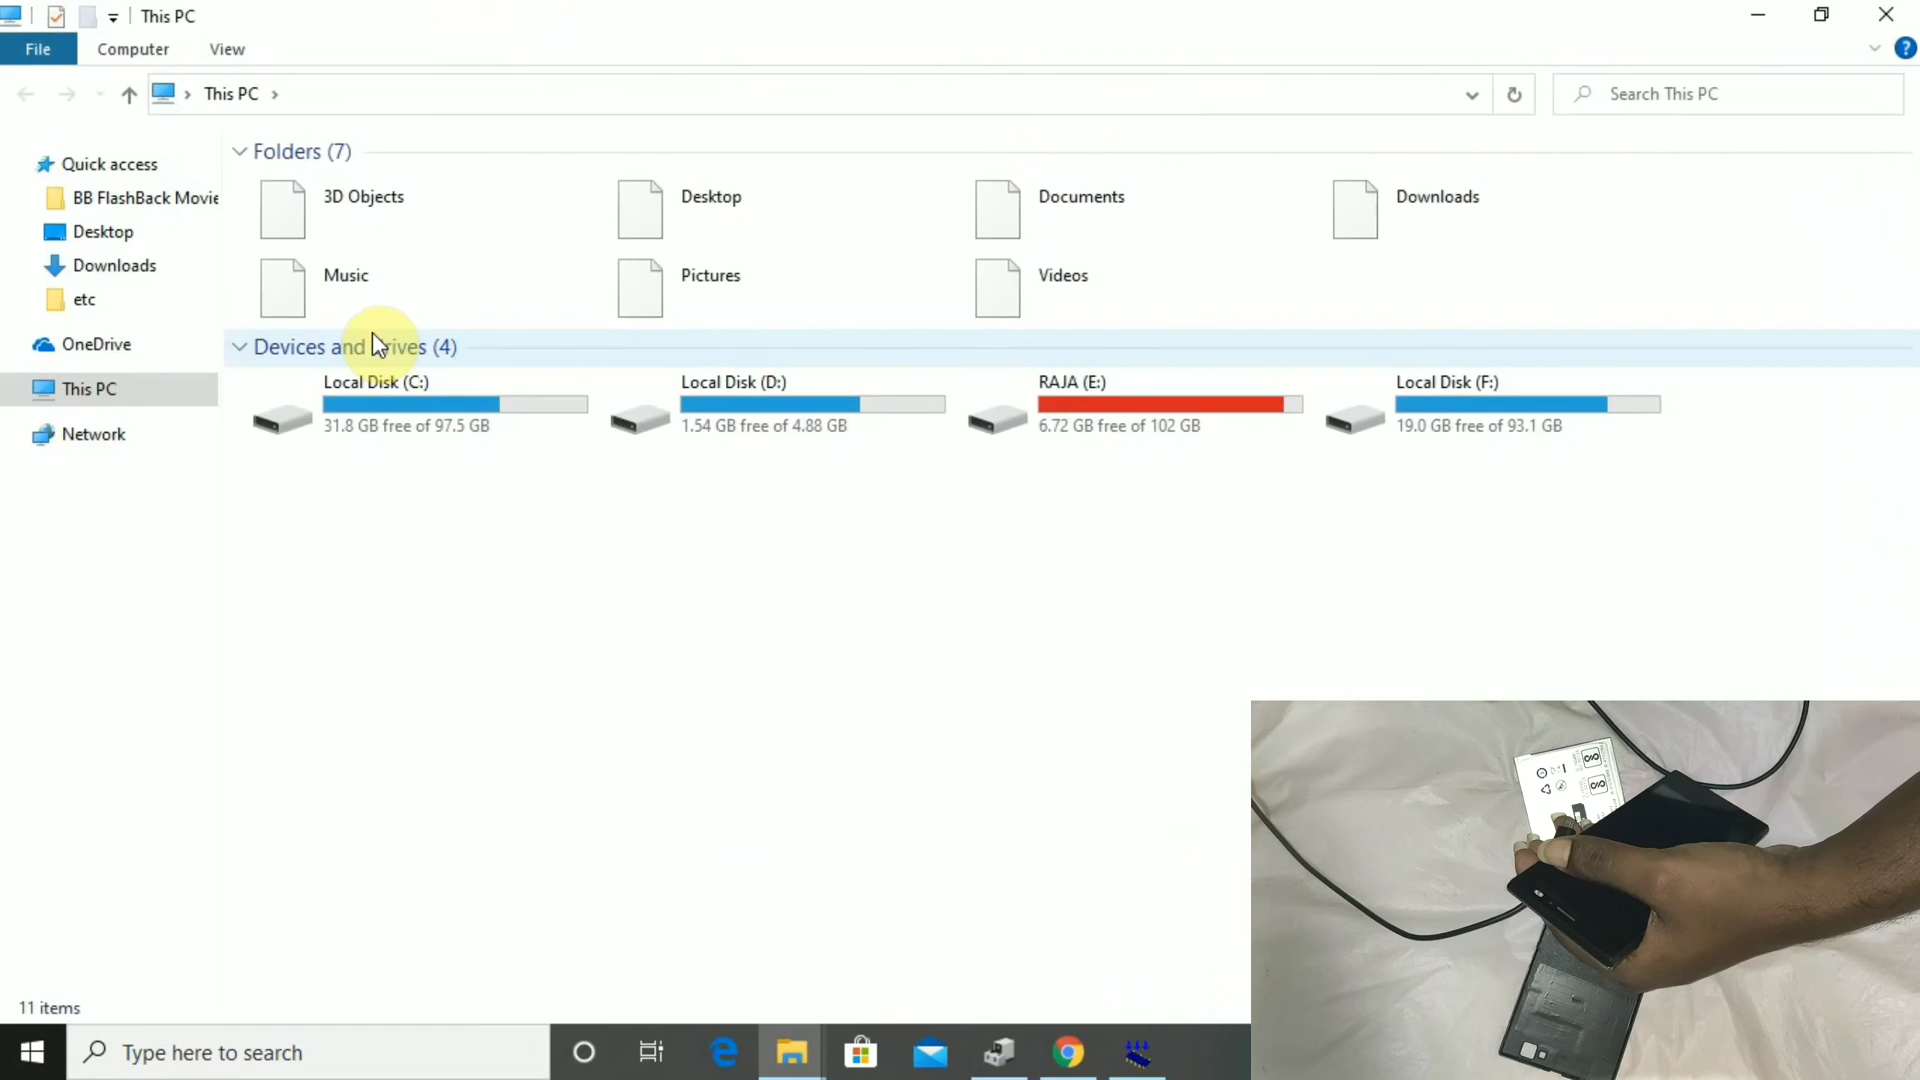 This PC
File Computer View
This PC
Search This PC
Quick access
BB FlashBack Movie
Desktop
Downloads
etc
OneDrive
This PC
Network
Folders (7)
3D Objects
Desktop
Documents
Downloads
Music
Pictures
Videos
Devices and drives (4)
Local Disk (C:)
31.8 GB free of 97.5 GB
Local Disk (D:)
1.54 GB free of 4.88 GB
RAJA (E:)
6.72 GB free of 102 GB
Local Disk (F:)
19.0 GB free of 93.1 GB
11 items
Type here to search